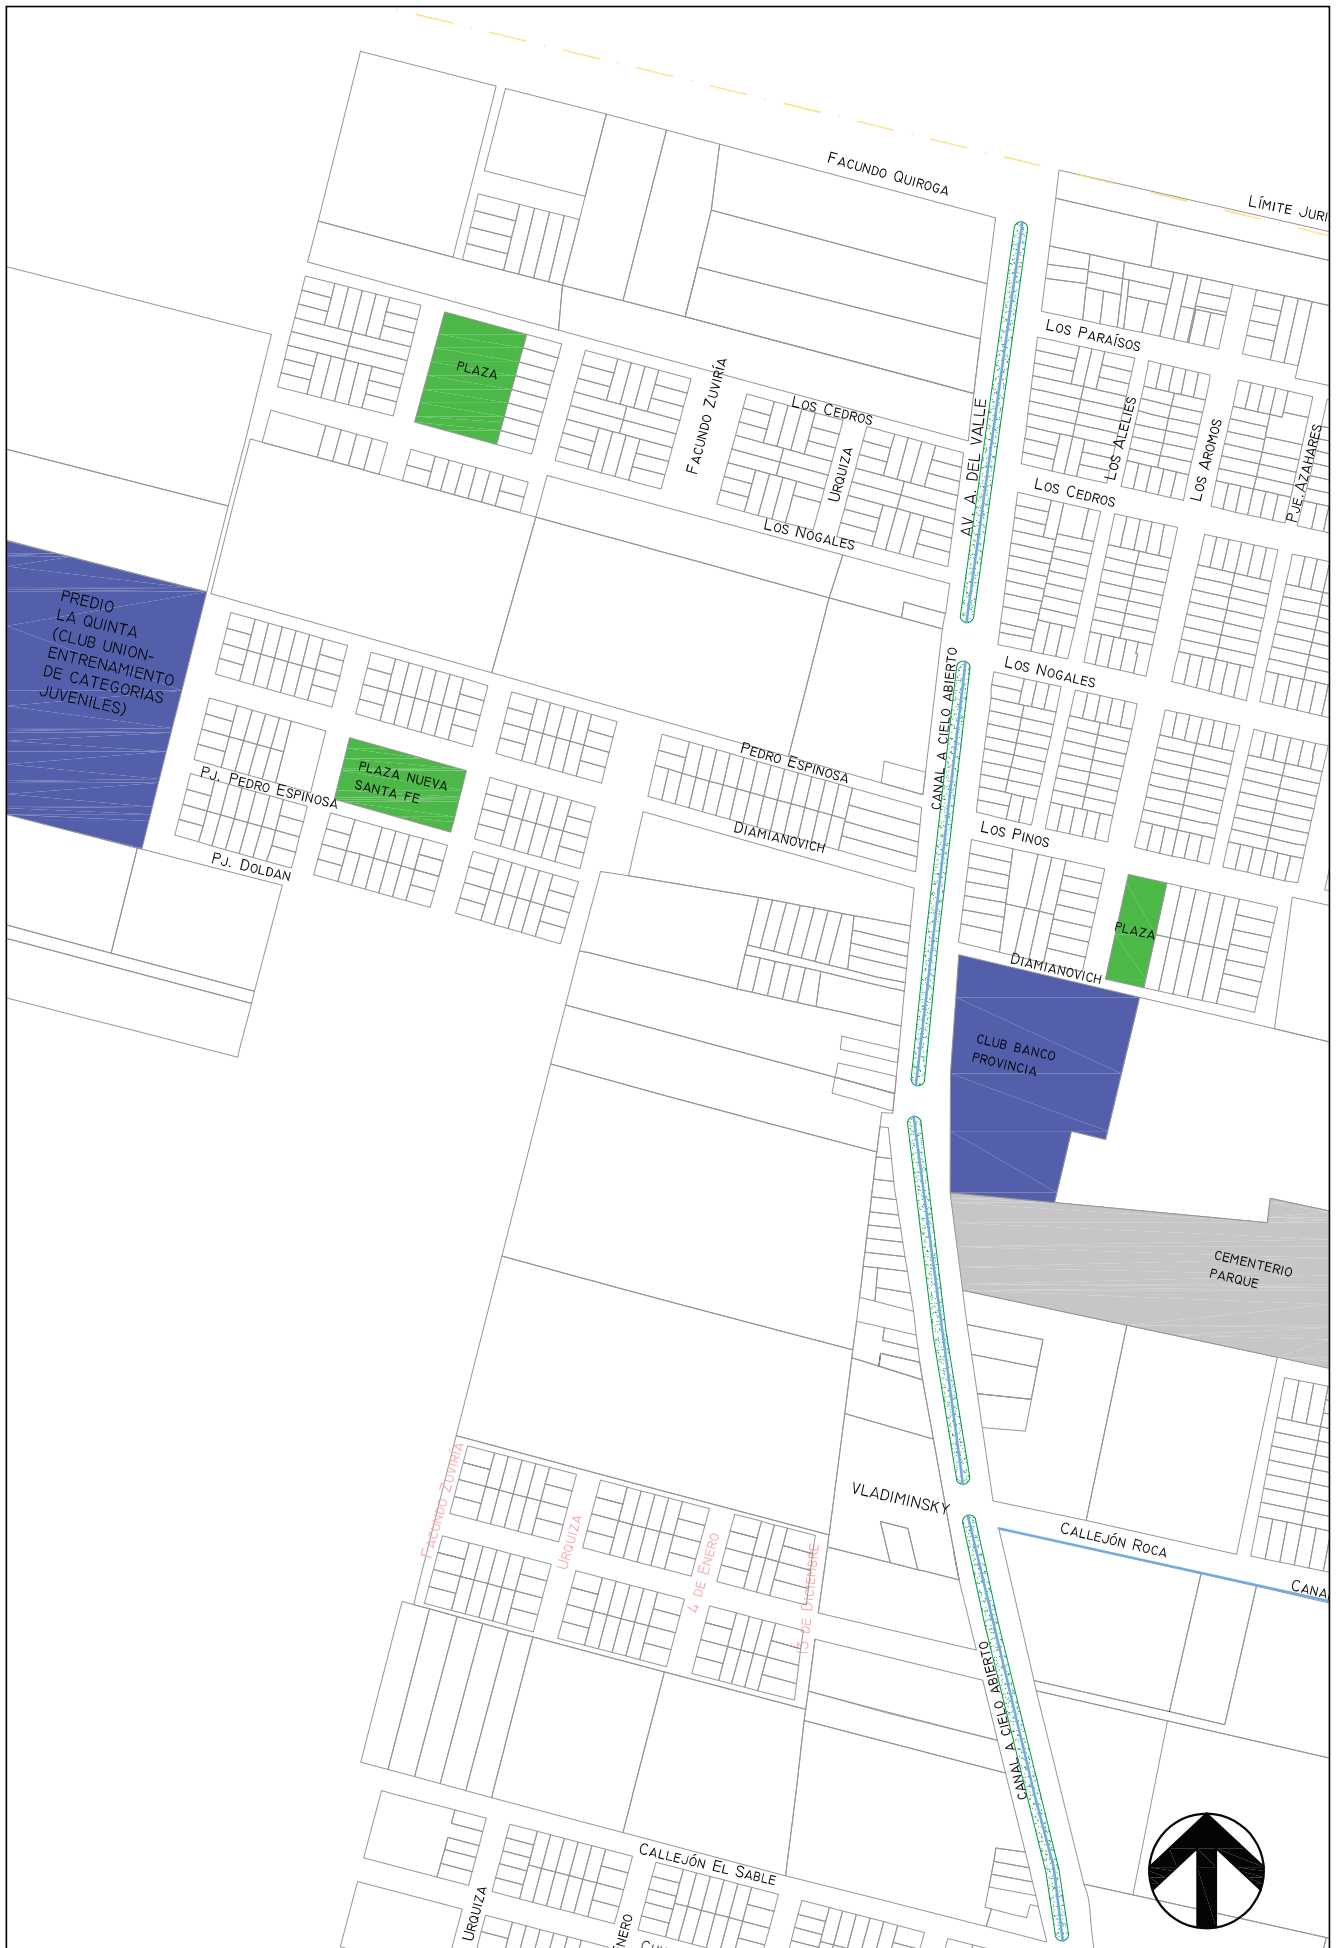 FACUNDO QUIROGA
LÍMITE JURI
LOS PARAÍSOS
PLAZA
FACUNDO ZUVIRÍA
LOS CEDROS
URQUIZA
AV. A. DEL VALLE
LOS ALELIES
LOS AROMOS
PJE. AZAHARES
LOS CEDROS
LOS NOGALES
PREDIO
LA QUINTA
(CLUB UNION-
ENTRENAMIENTO
DE CATEGORIAS
JUVENILES)
LOS NOGALES
CANAL A CIELO ABIERTO
PEDRO ESPINOSA
PLAZA NUEVA
SANTA FE
PJ. PEDRO ESPINOSA
DIAMIANOVICH
LOS PINOS
PJ. DOLDAN
PLAZA
DIAMIANOVICH
CLUB BANCO
PROVINCIA
CEMENTERIO
PARQUE
FACUNDO ZUVIRÍA
URQUIZA
4 DE ENERO
13 DE DICIEMBRE
VLADIMINSKY
CALLEJÓN ROCA
CANA
CANAL A CIELO ABIERTO
CALLEJÓN EL SABLE
URQUIZA
NERO